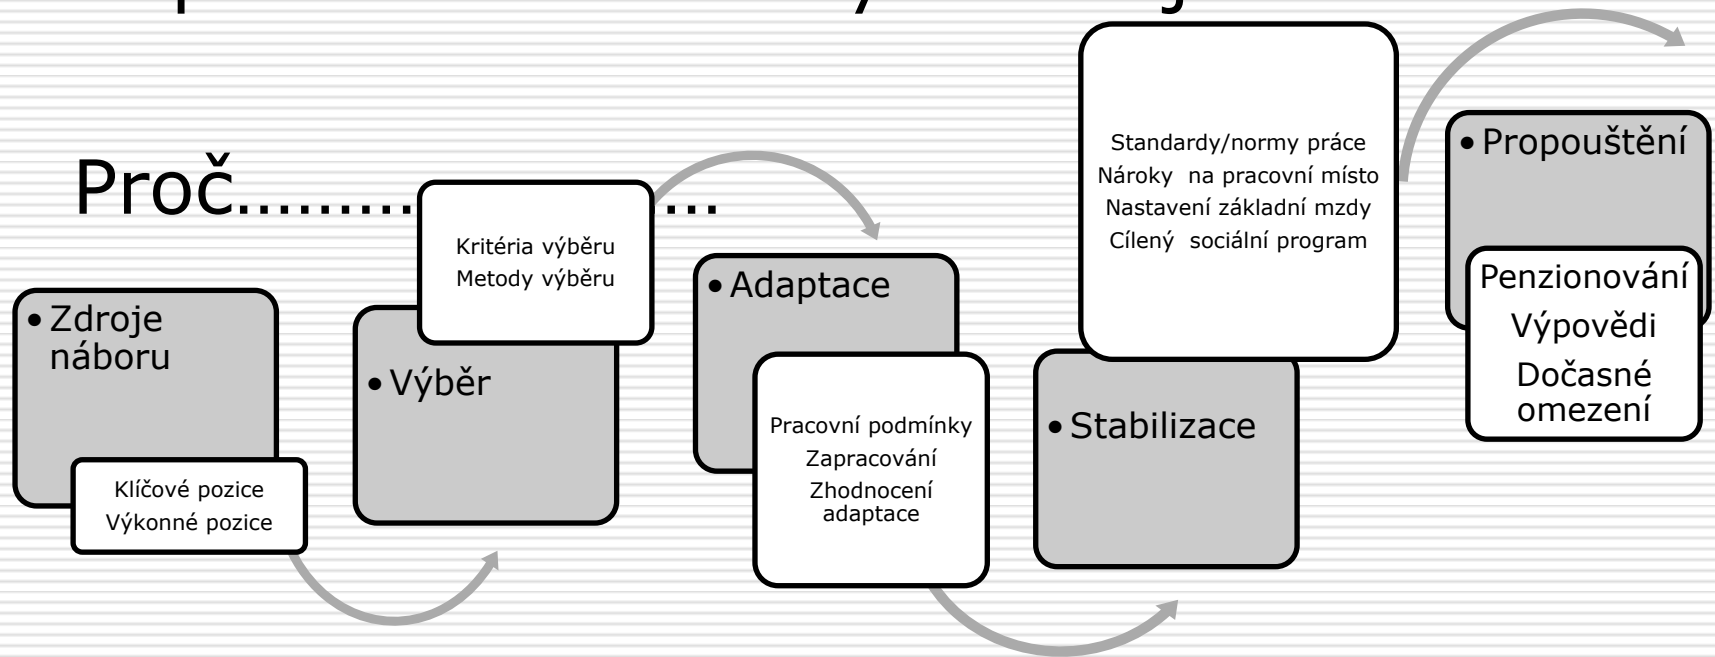 Proč
• Zdroje
náboru
Klíčové pozice
Výkonné pozice
Kritéria výběru
Metody výběru
• Výběr
• Adaptace
Pracovní podmínky
Zapracování
Zhodnocení
adaptace
Standardy/normy práce
Nároky na pracovní místo
Nastavení základní mzdy
Cílený sociální program
• Stabilizace
• Propouštění
Penzionování
Výpovědi
Dočasné
omezení